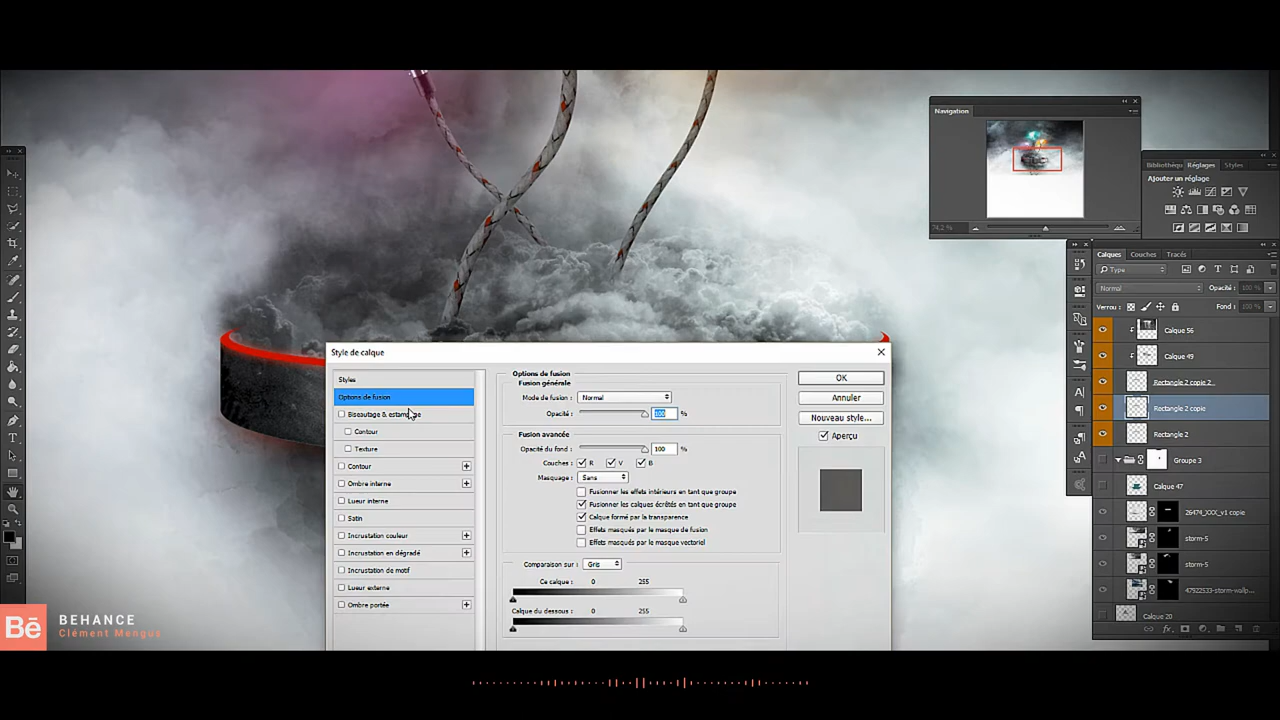 Navigation
74,2 %
Bibliothèqu Réglages Styles
Ajouter un réglage
Calques Couches Tracés
Type
Normal Opacité : 100 %
Verrou : Fond : 100 %
Calque 56
Calque 49
Rectangle 2 copie 2
Rectangle 2 copie
Rectangle 2
Groupe 3
Calque 47
26474_XXX_v1 copie
storm-5
storm-5
47922533-storm-wallp...
Calque 20
fx
Style de calque
Styles
Options de fusion
Biseautage & estampage
Contour
Texture
Contour
Ombre interne
Lueur interne
Satin
Incrustation couleur
Incrustation en dégradé
Incrustation de motif
Lueur externe
Ombre portée
Options de fusion
Fusion générale
Mode de fusion : Normal
Opacité : 100 %
Fusion avancée
Opacité du fond : 100 %
Couches : R V B
Masquage : Sans
Fusionner les effets intérieurs en tant que groupe
Fusionner les calques écrêtés en tant que groupe
Calque formé par la transparence
Effets masqués par le masque de fusion
Effets masqués par le masque vectoriel
Comparaison sur : Gris
Ce calque : 0 255
Calque du dessous : 0 255
OK
Annuler
Nouveau style...
Aperçu
Bē
BEHANCE
Clément Mengus